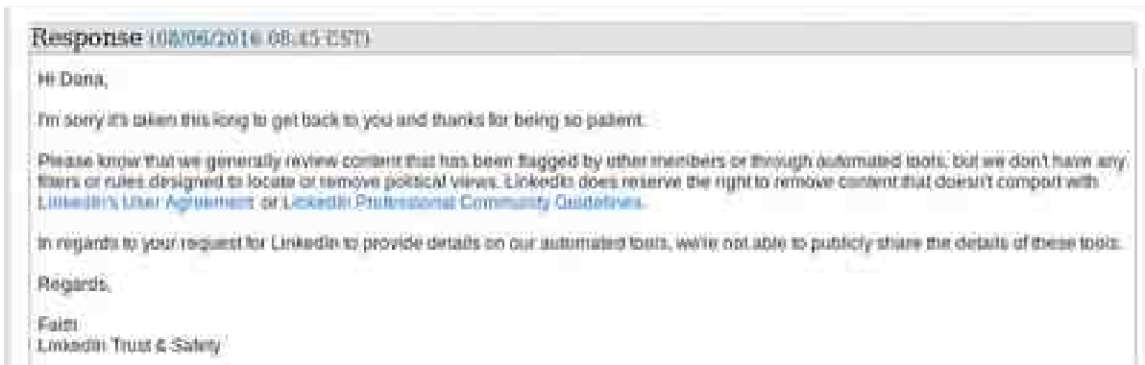 Response (08/06/2016 08:45 CST)
Hi Dana,
I'm sorry it's taken this long to get back to you and thanks for being so patient.
Please know that we generally review content that has been flagged by other members or through automated tools, but we don't have any
filters or rules designed to locate or remove political views. LinkedIn does reserve the right to remove content that doesn't comport with
LinkedIn's User Agreement or LinkedIn Professional Community Guidelines.
In regards to your request for LinkedIn to provide details on our automated tools, we're not able to publicly share the details of these tools.
Regards,
Faith
LinkedIn Trust & Safety